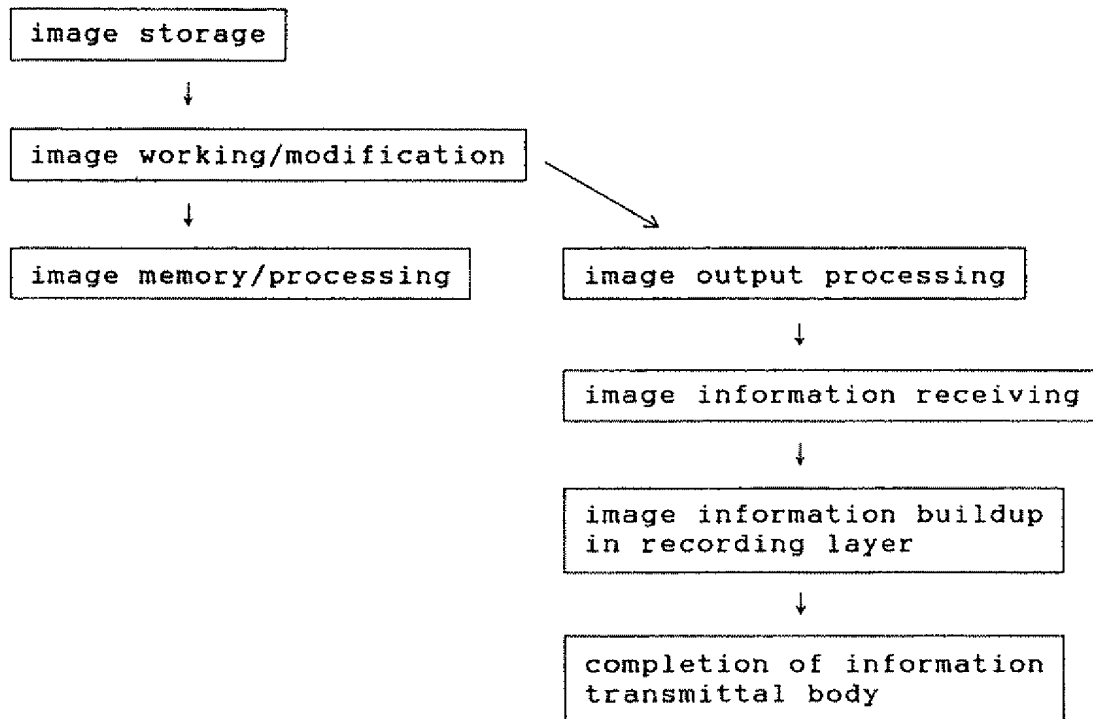 image storage
image working/modification
image memory/processing
image output processing
image information receiving
image information buildup
in recording layer
completion of information
transmittal body